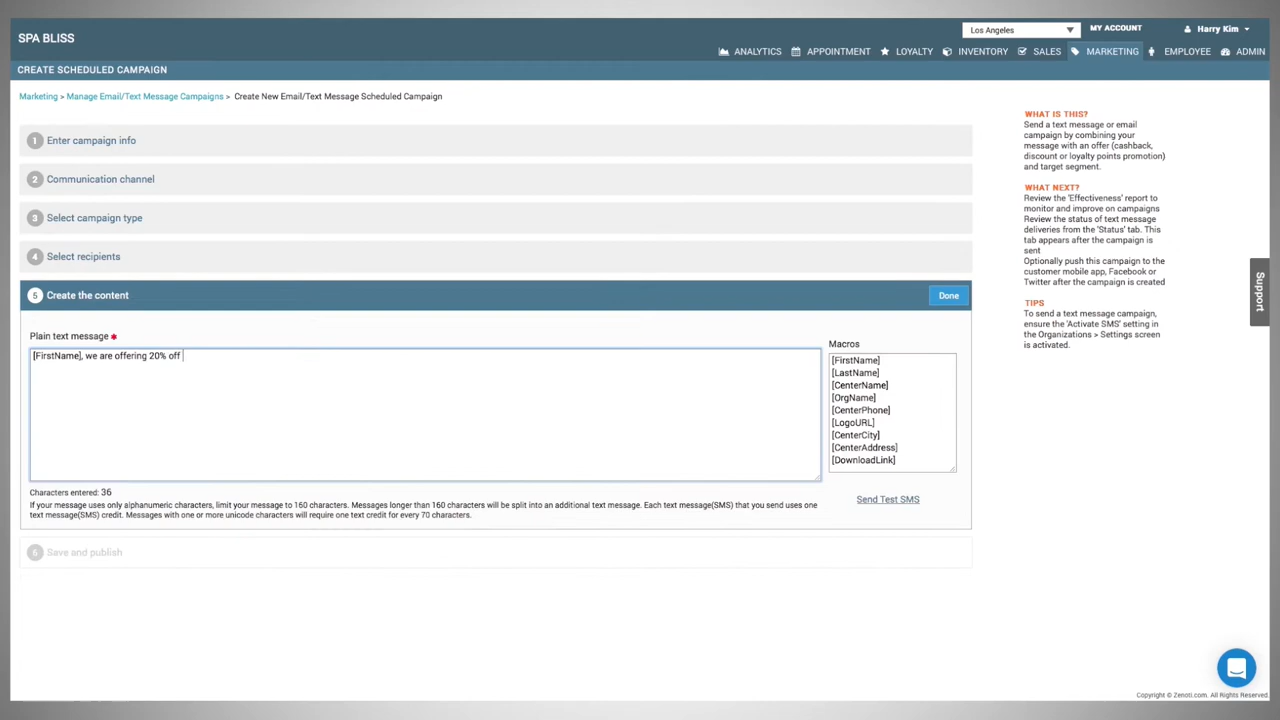 SPA BLISS
Los Angeles
MY ACCOUNT
Harry Kim
ANALYTICS
APPOINTMENT
LOYALTY
INVENTORY
SALES
MARKETING
EMPLOYEE
ADMIN
CREATE SCHEDULED CAMPAIGN
Marketing > Manage Email/Text Message Campaigns > Create New Email/Text Message Scheduled Campaign
1 Enter campaign info
2 Communication channel
3 Select campaign type
4 Select recipients
5 Create the content
Done
Plain text message *
[FirstName], we are offering 20% off
Macros
[FirstName]
[LastName]
[CenterName]
[OrgName]
[CenterPhone]
[LogoURL]
[CenterCity]
[CenterAddress]
[DownloadLink]
Characters entered: 36
If your message uses only alphanumeric characters, limit your message to 160 characters. Messages longer than 160 characters will be split into an additional text message. Each text message(SMS) that you send uses one
text message(SMS) credit. Messages with one or more unicode characters will require one text credit for every 70 characters.
Send Test SMS
6 Save and publish
WHAT IS THIS?
Send a text message or email
campaign by combining your
message with an offer (cashback,
discount or loyalty points promotion)
and target segment.
WHAT NEXT?
Review the 'Effectiveness' report to
monitor and improve on campaigns
Review the status of text message
deliveries from the 'Status' tab. This
tab appears after the campaign is
sent
Optionally push this campaign to the
customer mobile app, Facebook or
Twitter after the campaign is created
TIPS
To send a text message campaign,
ensure the 'Activate SMS' setting in
the Organizations > Settings screen
is activated.
Support
Copyright © Zenoti.com. All Rights Reserved.